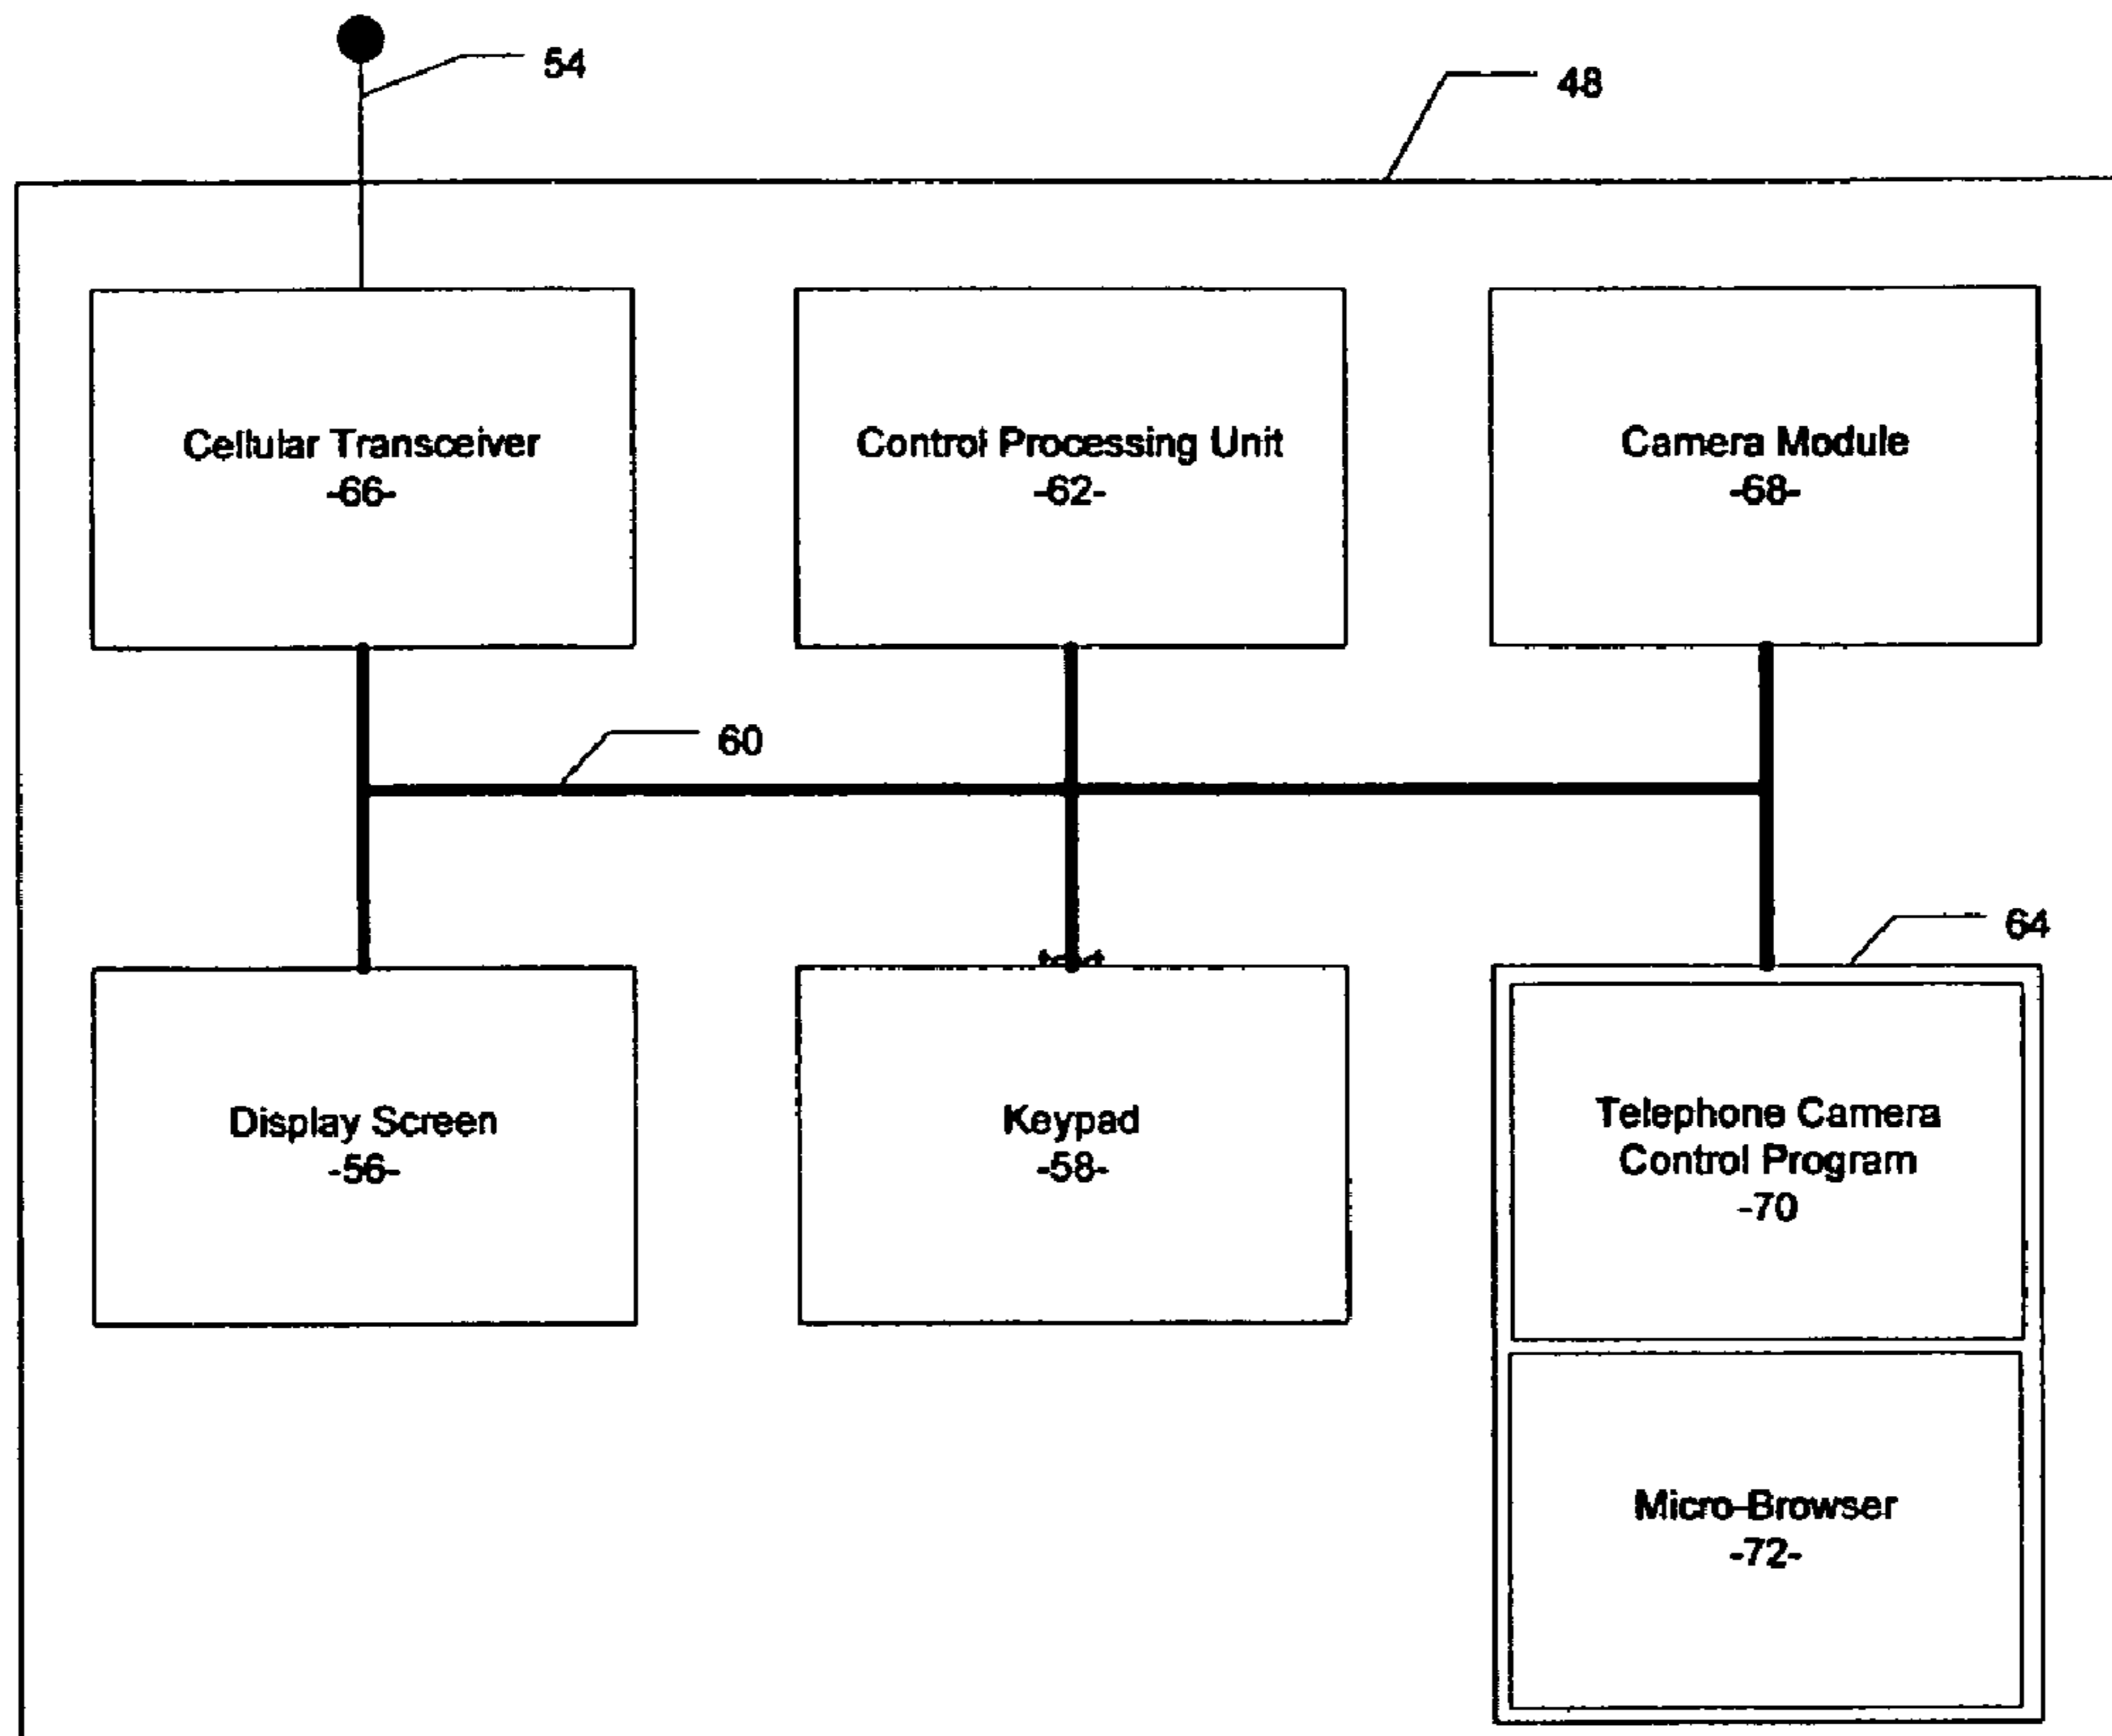 54
48
Cellular Transceiver
-66-
Control Processing Unit
-62-
Camera Module
-68-
60
64
Display Screen
-56-
Keypad
-58-
Telephone Camera
Control Program
-70
Micro-Browser
-72-